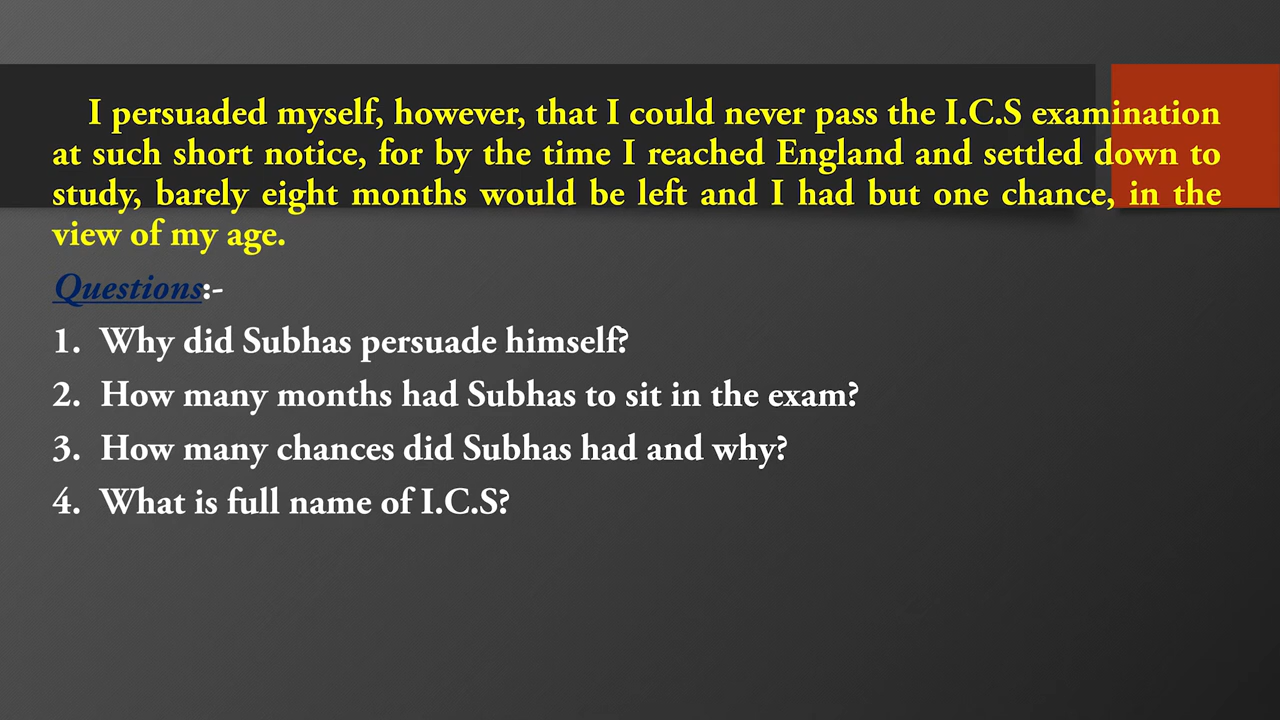 I persuaded myself, however, that I could never pass the I.C.S examination
at such short notice, for by the time I reached England and settled down to
study, barely eight months would be left and I had but one chance, in the
view of my age.
Questions:-
1. Why did Subhas persuade himself?
2. How many months had Subhas to sit in the exam?
3. How many chances did Subhas had and why?
4. What is full name of I.C.S?